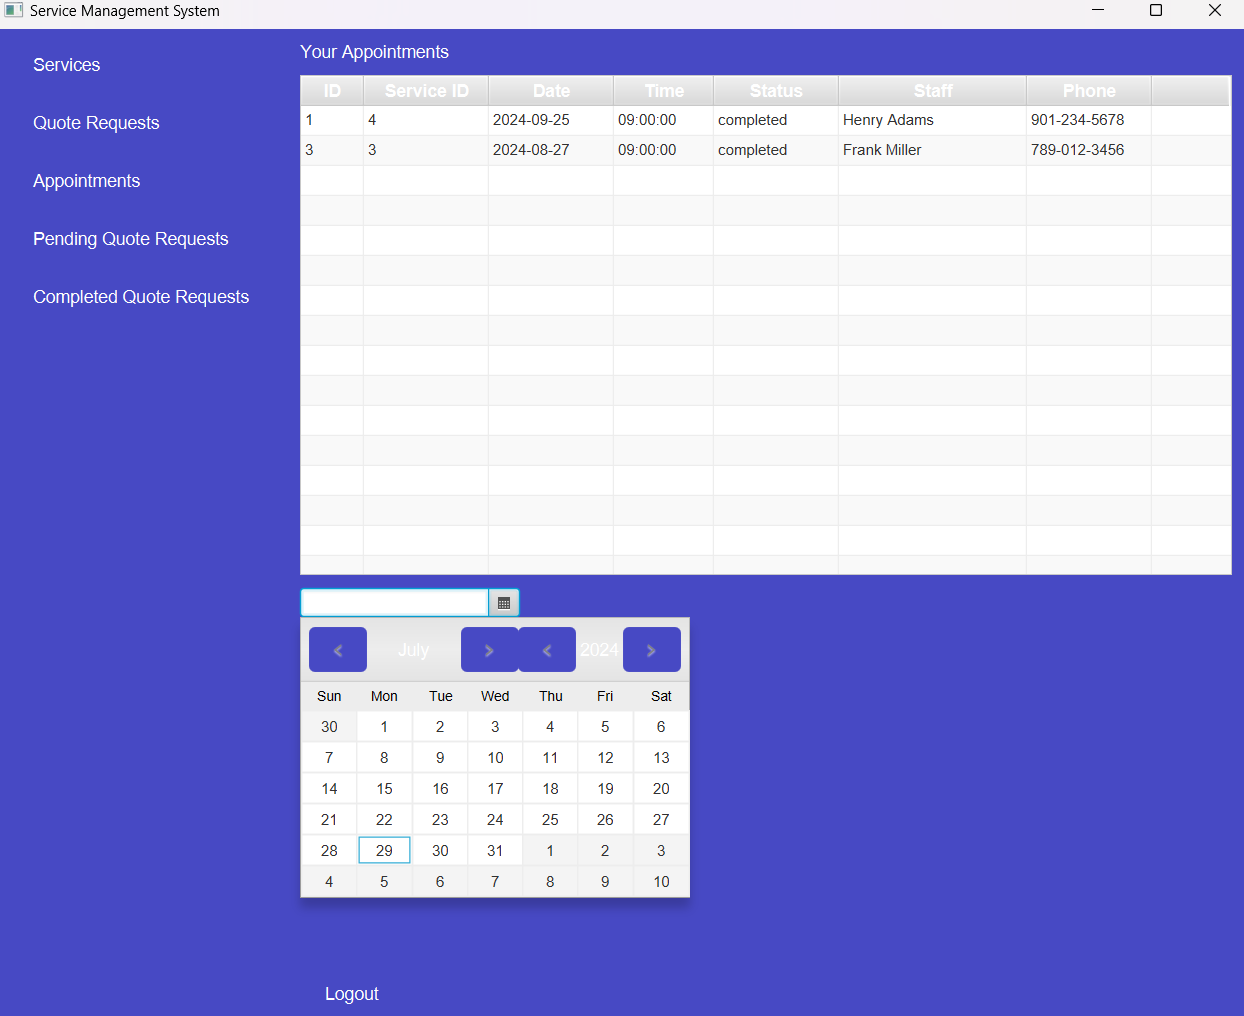 Service Management System
Services
Quote Requests
Appointments
Pending Quote Requests
Completed Quote Requests
Your Appointments
ID Service ID Date Time Status Staff Phone
1 4 2024-09-25 09:00:00 completed Henry Adams 901-234-5678
3 3 2024-08-27 09:00:00 completed Frank Miller 789-012-3456
< July > < 2024 >
Sun Mon Tue Wed Thu Fri Sat
30 1 2 3 4 5 6
7 8 9 10 11 12 13
14 15 16 17 18 19 20
21 22 23 24 25 26 27
28 29 30 31 1 2 3
4 5 6 7 8 9 10
Logout